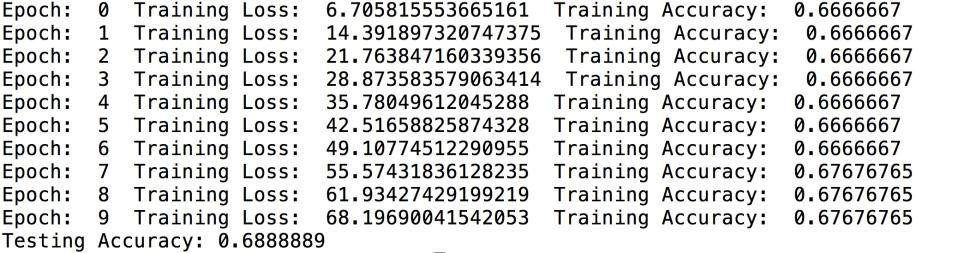 Epoch:  0  Training Loss:  6.705815553665161  Training Accuracy:  0.6666667
Epoch:  1  Training Loss:  14.391897320747375  Training Accuracy:  0.6666667
Epoch:  2  Training Loss:  21.763847160339356  Training Accuracy:  0.6666667
Epoch:  3  Training Loss:  28.873583579063414  Training Accuracy:  0.6666667
Epoch:  4  Training Loss:  35.78049612045288  Training Accuracy:  0.6666667
Epoch:  5  Training Loss:  42.51658825874328  Training Accuracy:  0.6666667
Epoch:  6  Training Loss:  49.10774512290955  Training Accuracy:  0.6666667
Epoch:  7  Training Loss:  55.57431836128235  Training Accuracy:  0.67676765
Epoch:  8  Training Loss:  61.93427429199219  Training Accuracy:  0.67676765
Epoch:  9  Training Loss:  68.19690041542053  Training Accuracy:  0.67676765
Testing Accuracy: 0.6888889